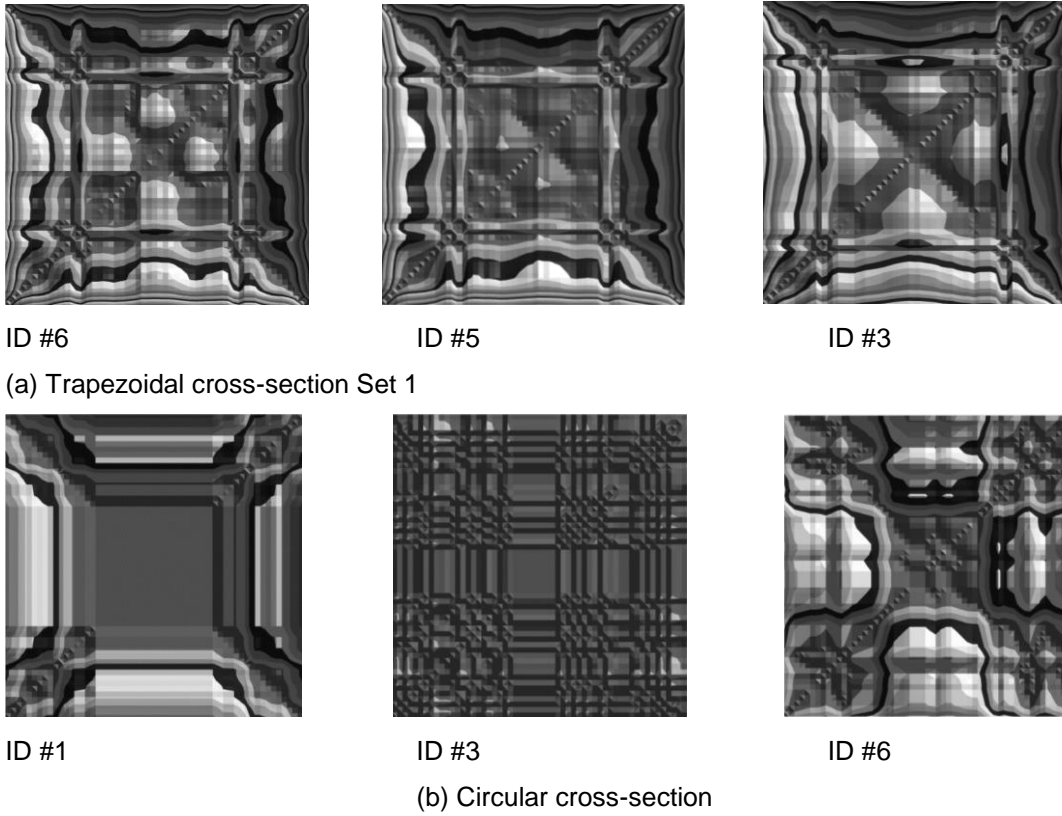 ID #6 ID #5 ID #3
(a) Trapezoidal cross-section Set 1
ID #1 ID #3 ID #6
(b) Circular cross-section